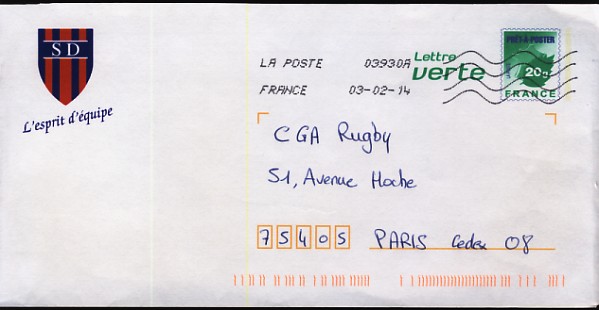 SD
L'esprit d'équipe
LA POSTE 03930A
FRANCE 03-02-14
Lettre
verte
PRÊT-À-POSTER
20g
FRANCE
CGA Rugby
51, Avenue Hoche
75405 PARIS Cedex 08